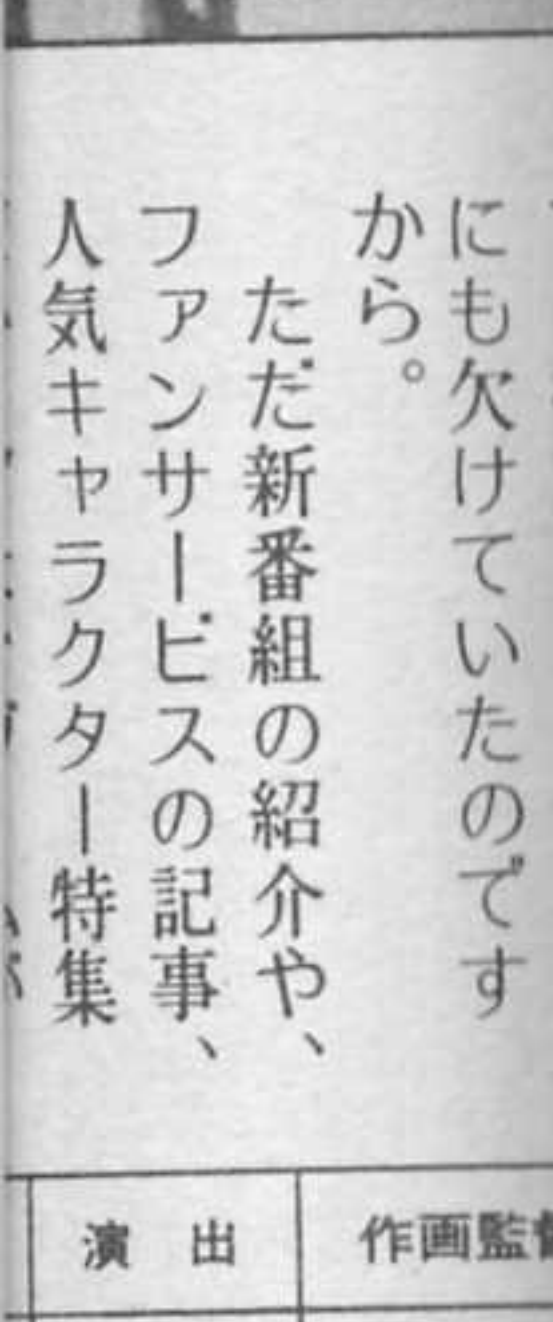 にも欠けていたのです
から。
ただ新番組の紹介や、
ファンサービスの記事、
人気キャラクター特集
演出
作画監督